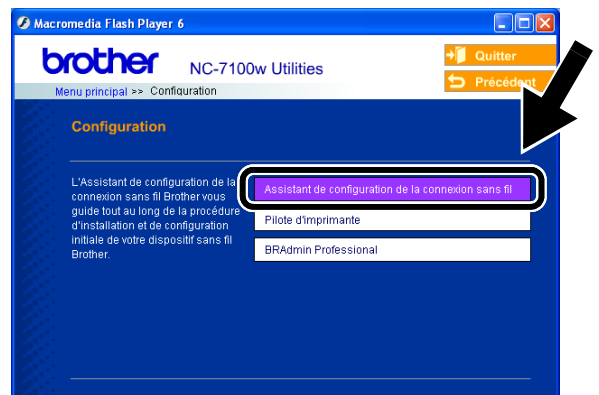 Macromedia Flash Player 6
brother
NC-7100w Utilities
Quitter
Précédent
Menu principal >> Configuration
Configuration
L'Assistant de configuration de la
connexion sans fil Brother vous
guide tout au long de la procédure
d'installation et de configuration
initiale de votre dispositif sans fil
Brother.
Assistant de configuration de la connexion sans fil
Pilote d'imprimante
BRAdmin Professional